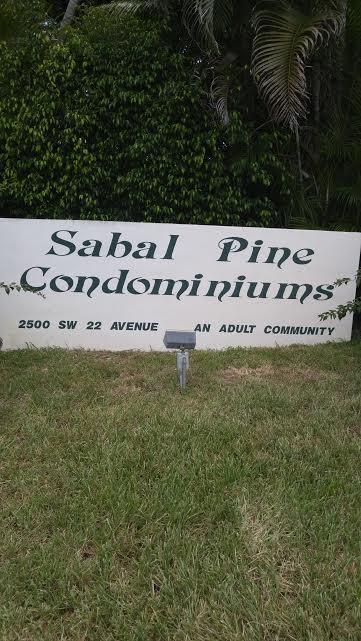 Sabal Pine
Condominiums
2500 SW 22 AVENUE AN ADULT COMMUNITY